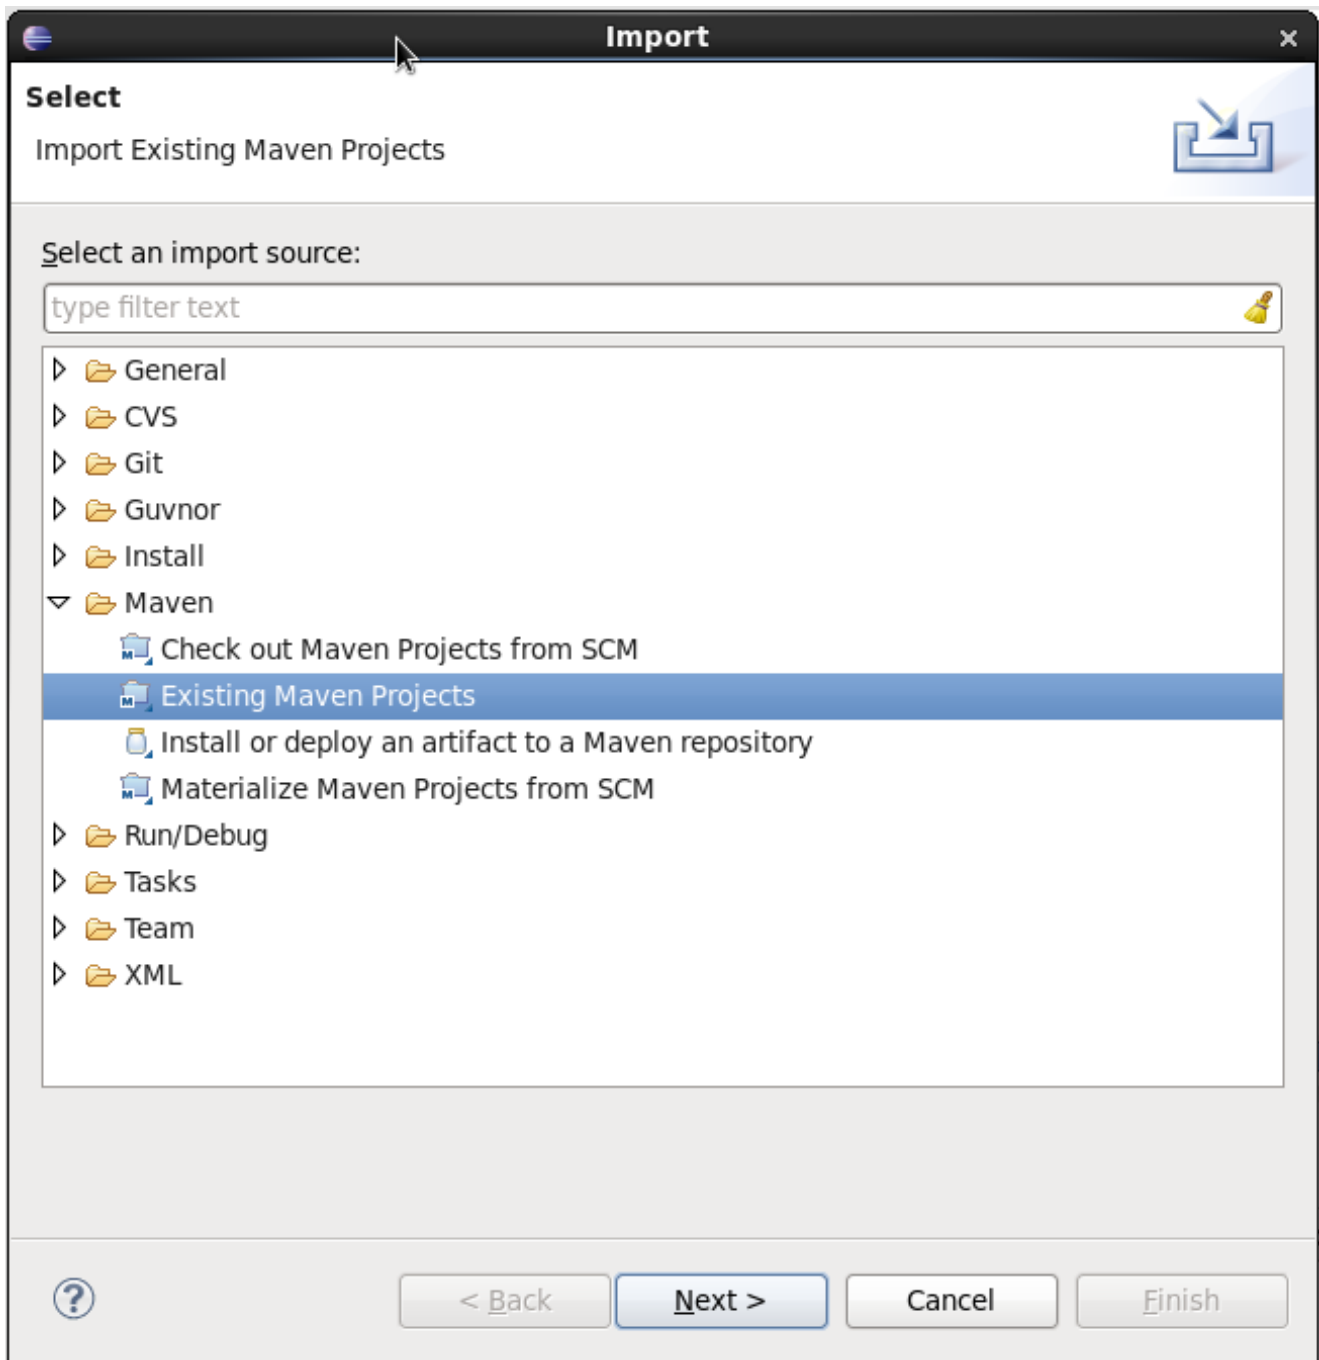 Import
Select
Import Existing Maven Projects
Select an import source:
type filter text
General
CVS
Git
Guvnor
Install
Maven
Check out Maven Projects from SCM
Existing Maven Projects
Install or deploy an artifact to a Maven repository
Materialize Maven Projects from SCM
Run/Debug
Tasks
Team
XML
< Back Next > Cancel Finish